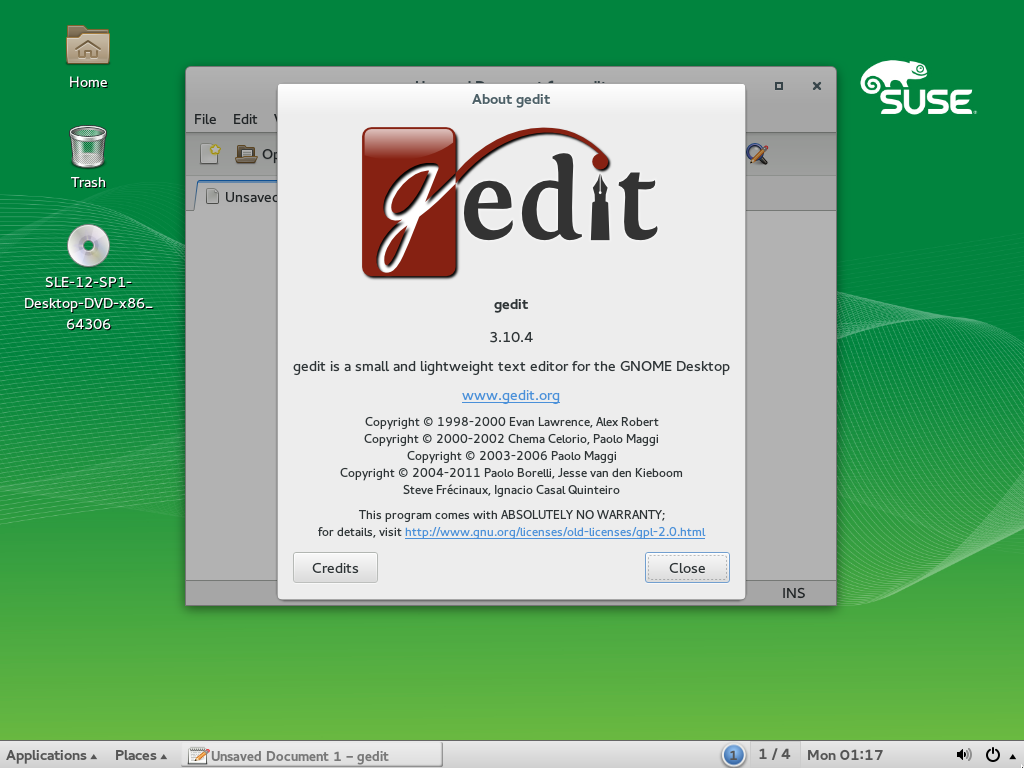 Home
Trash
SLE-12-SP1-
Desktop-DVD-x86_
64306
SUSE
File Edit
Op
Unsaved
About gedit
gedit
gedit
3.10.4
gedit is a small and lightweight text editor for the GNOME Desktop
www.gedit.org
Copyright © 1998-2000 Evan Lawrence, Alex Robert
Copyright © 2000-2002 Chema Celorio, Paolo Maggi
Copyright © 2003-2006 Paolo Maggi
Copyright © 2004-2011 Paolo Borelli, Jesse van den Kieboom
Steve Frécinaux, Ignacio Casal Quinteiro
This program comes with ABSOLUTELY NO WARRANTY;
for details, visit http://www.gnu.org/licenses/old-licenses/gpl-2.0.html
Credits Close
INS
Applications Places Unsaved Document 1 – gedit 1 1 / 4 Mon 01:17